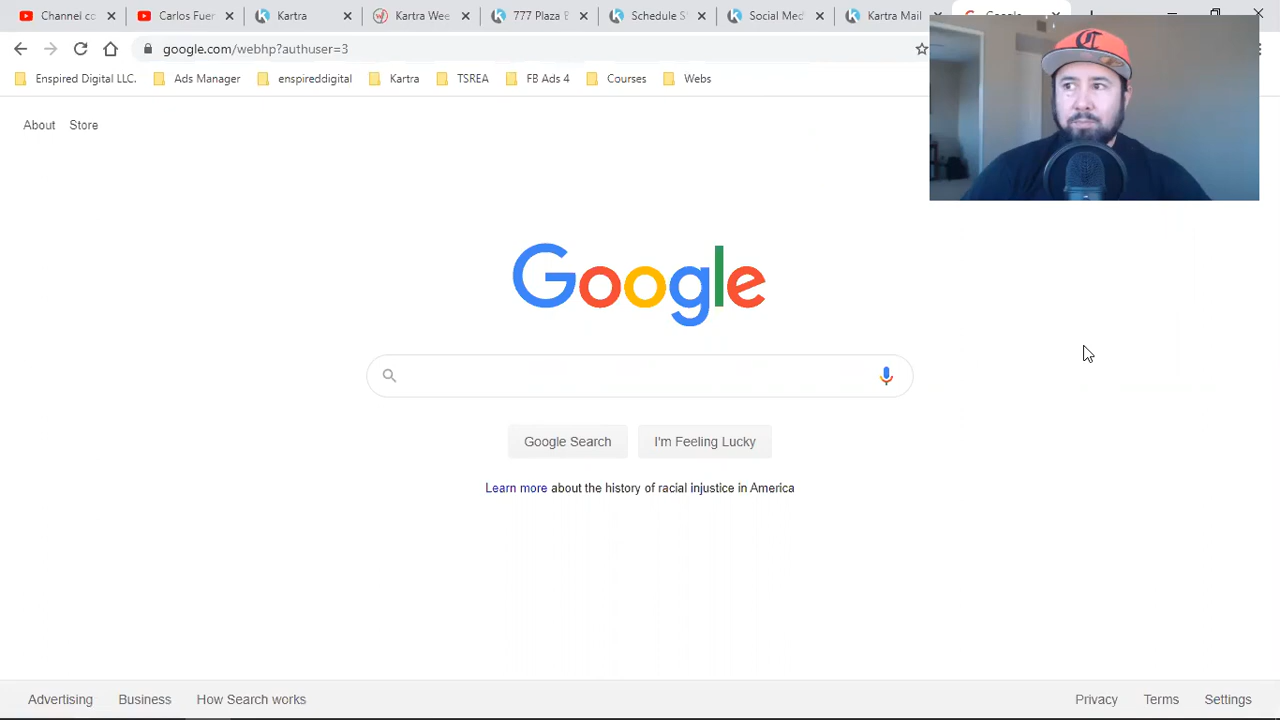 Channel cc
Carlos Fuer
Kartra
Kartra Wee
777 Plaza E
Schedule S
Social Med
Kartra Mail
google.com/webhp?authuser=3
Enspired Digital LLC.
Ads Manager
enspireddigital
Kartra
TSREA
FB Ads 4
Courses
Webs
About Store
C
Google
Google Search
I'm Feeling Lucky
Learn more about the history of racial injustice in America
Advertising Business How Search works
Privacy Terms Settings